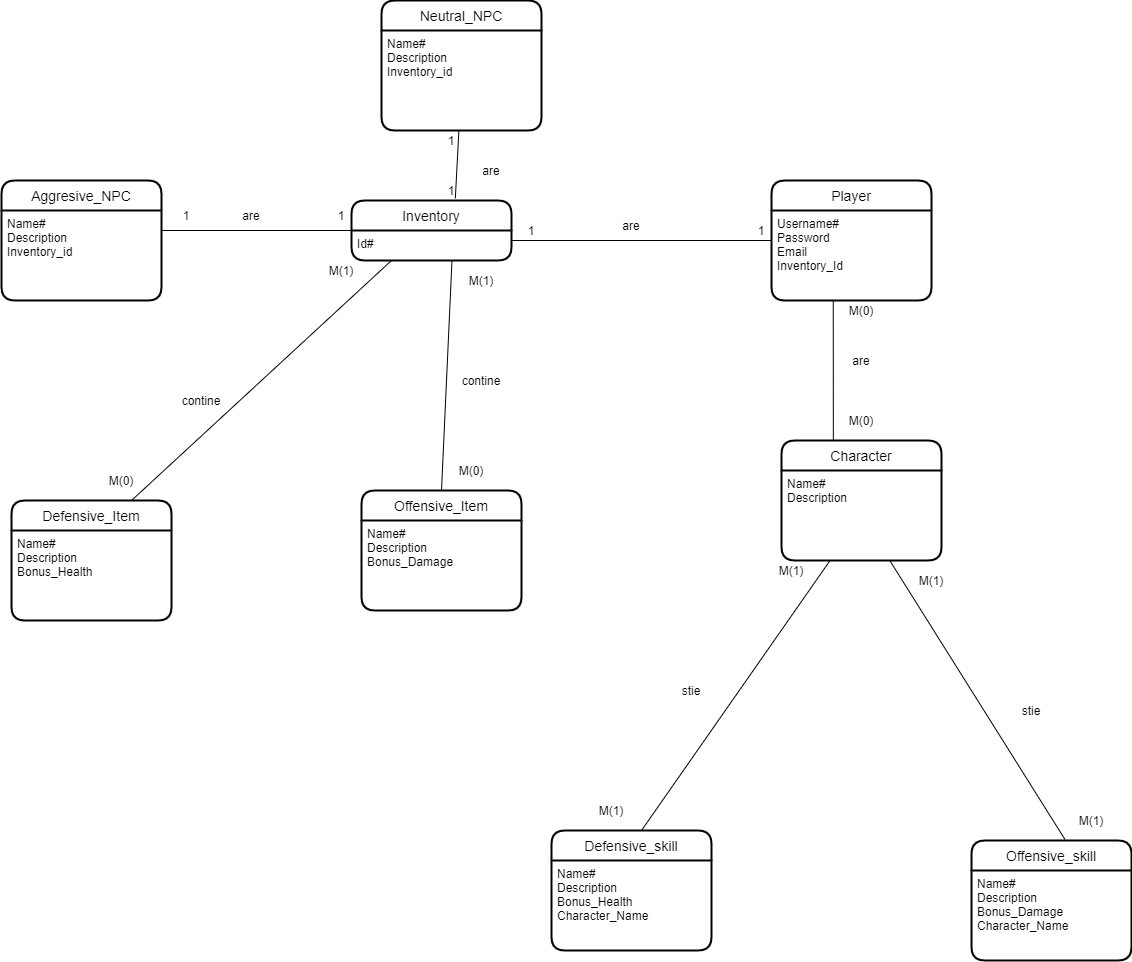 Neutral_NPC
Name#
Description
Inventory_id
1
are
1
Aggresive_NPC
Name#
Description
Inventory_id
1
are
1
Inventory
Id#
1
are
1
Player
Username#
Password
Email
Inventory_Id
M(1)
M(1)
M(0)
are
M(0)
contine
contine
M(0)
M(0)
Defensive_Item
Name#
Description
Bonus_Health
Offensive_Item
Name#
Description
Bonus_Damage
Character
Name#
Description
M(1)
M(1)
stie
stie
M(1)
M(1)
Defensive_skill
Name#
Description
Bonus_Health
Character_Name
Offensive_skill
Name#
Description
Bonus_Damage
Character_Name